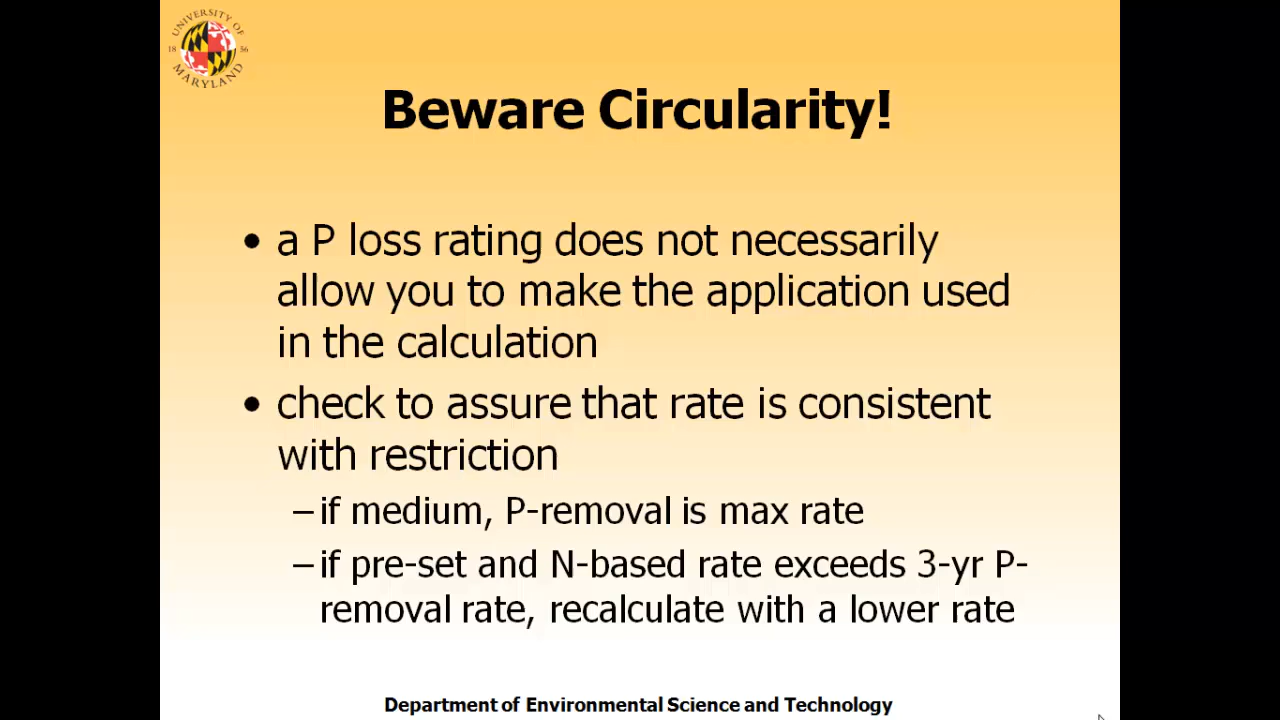 UNIVERSITY OF
18 56
MARYLAND
Beware Circularity!
• a P loss rating does not necessarily
allow you to make the application used
in the calculation
• check to assure that rate is consistent
with restriction
– if medium, P-removal is max rate
– if pre-set and N-based rate exceeds 3-yr P-
removal rate, recalculate with a lower rate
Department of Environmental Science and Technology